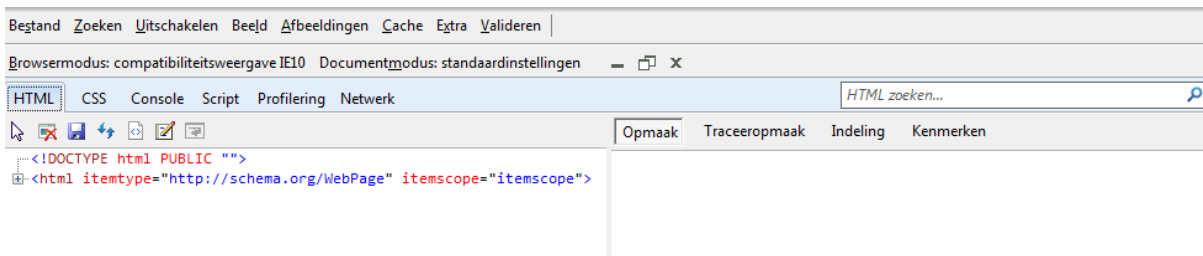 Bestand Zoeken Uitschakelen Beeld Afbeeldingen Cache Extra Valideren
Browsermodus: compatibiliteitsweergave IE10 Documentmodus: standaardinstellingen
HTML CSS Console Script Profilering Netwerk HTML zoeken...
Opmaak Traceeropmaak Indeling Kenmerken
<!DOCTYPE html PUBLIC "">
<html itemtype="http://schema.org/WebPage" itemscope="itemscope">